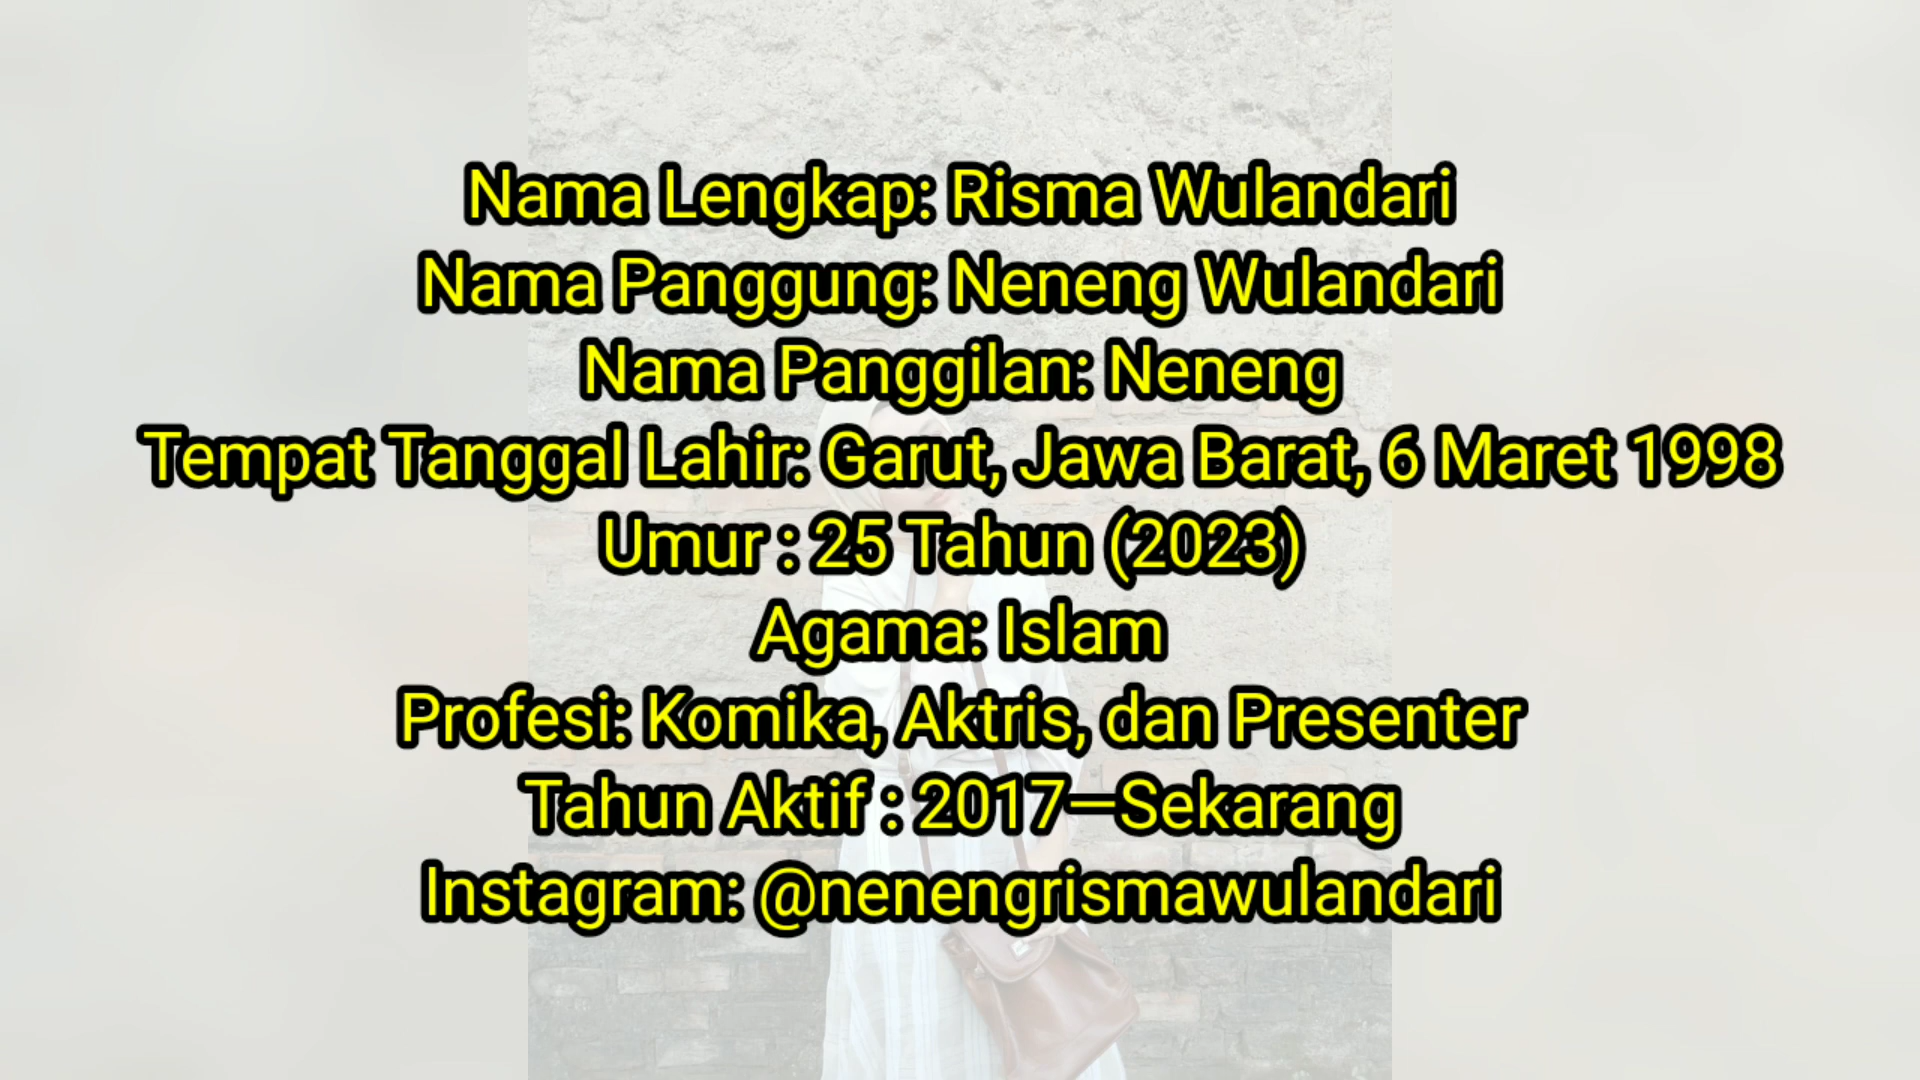 Nama Lengkap: Risma Wulandari
Nama Panggung: Neneng Wulandari
Nama Panggilan: Neneng
Tempat Tanggal Lahir: Garut, Jawa Barat, 6 Maret 1998
Umur : 25 Tahun (2023)
Agama: Islam
Profesi: Komika, Aktris, dan Presenter
Tahun Aktif : 2017—Sekarang
Instagram: @nenengrismawulandari